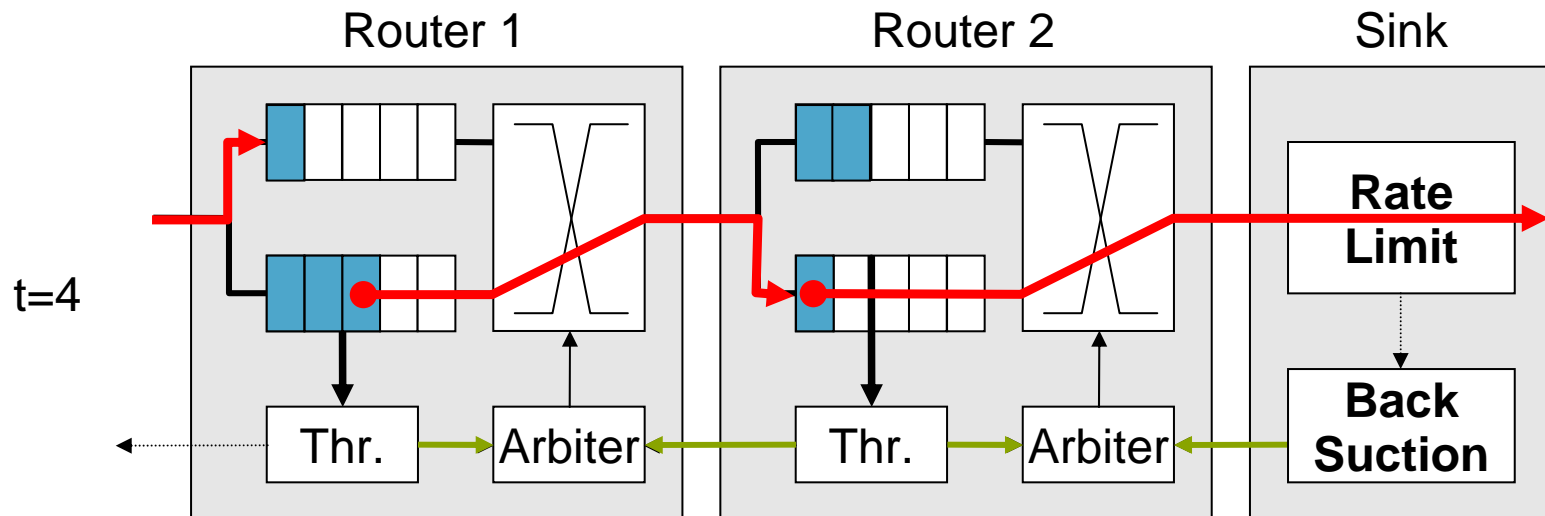 Router 1
Router 2
Sink
t=4
Rate
Limit
Thr.
Arbiter
Thr.
Arbiter
Back
Suction